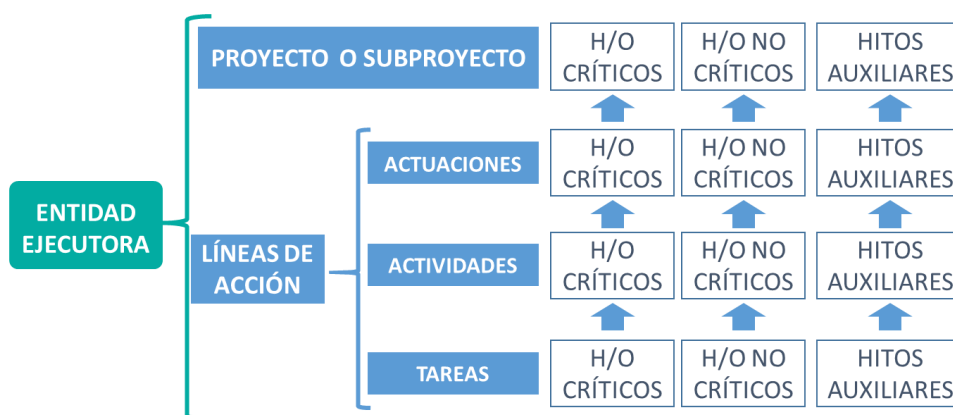 PROYECTO O SUBPROYECTO
H/O
CRÍTICOS
H/O NO
CRÍTICOS
HITOS
AUXILIARES
ENTIDAD
EJECUTORA
LÍNEAS DE
ACCIÓN
ACTUACIONES
H/O
CRÍTICOS
H/O NO
CRÍTICOS
HITOS
AUXILIARES
ACTIVIDADES
H/O
CRÍTICOS
H/O NO
CRÍTICOS
HITOS
AUXILIARES
TAREAS
H/O
CRÍTICOS
H/O NO
CRÍTICOS
HITOS
AUXILIARES